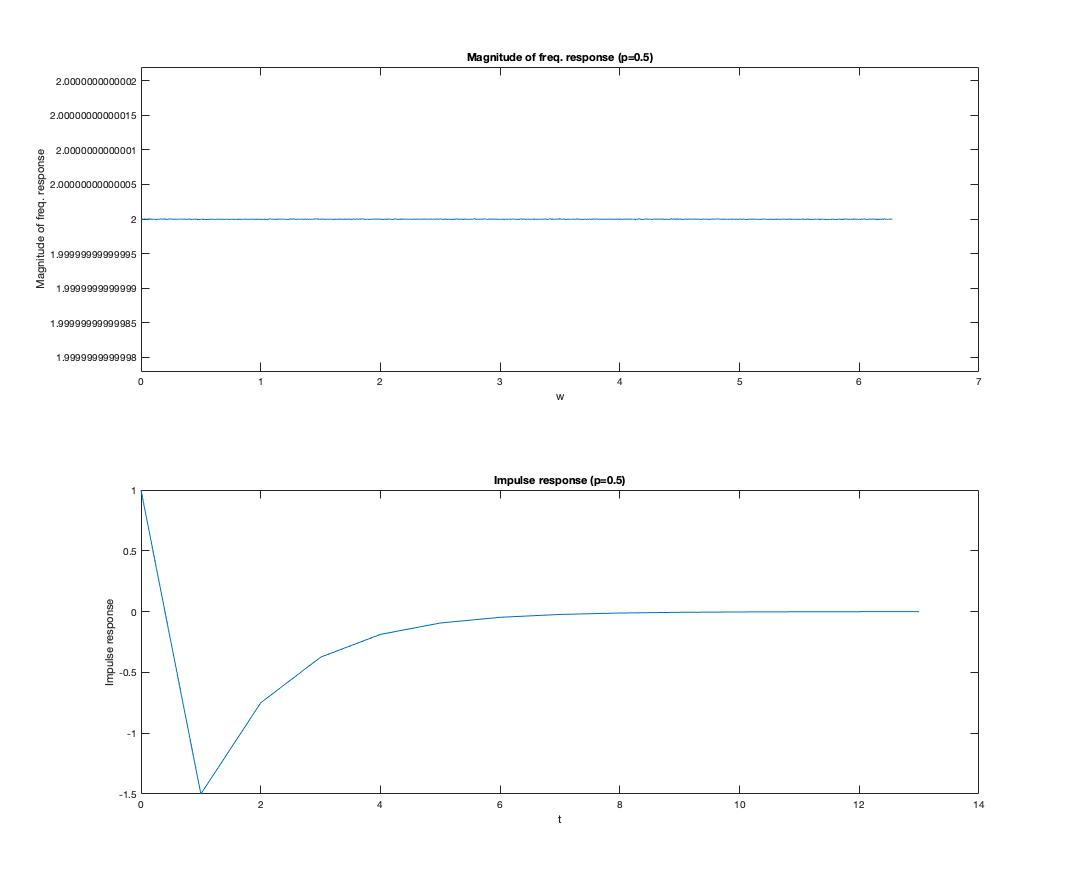 Magnitude of freq. response (p=0.5)
2.0000000000002
2.00000000000015
2.0000000000001
2.00000000000005
2
1.99999999999995
1.9999999999999
1.99999999999985
1.9999999999998
Magnitude of freq. response
0 1 2 3 4 5 6 7
w
Impulse response (p=0.5)
1
0.5
0
-0.5
-1
-1.5
Impulse response
0 2 4 6 8 10 12 14
t